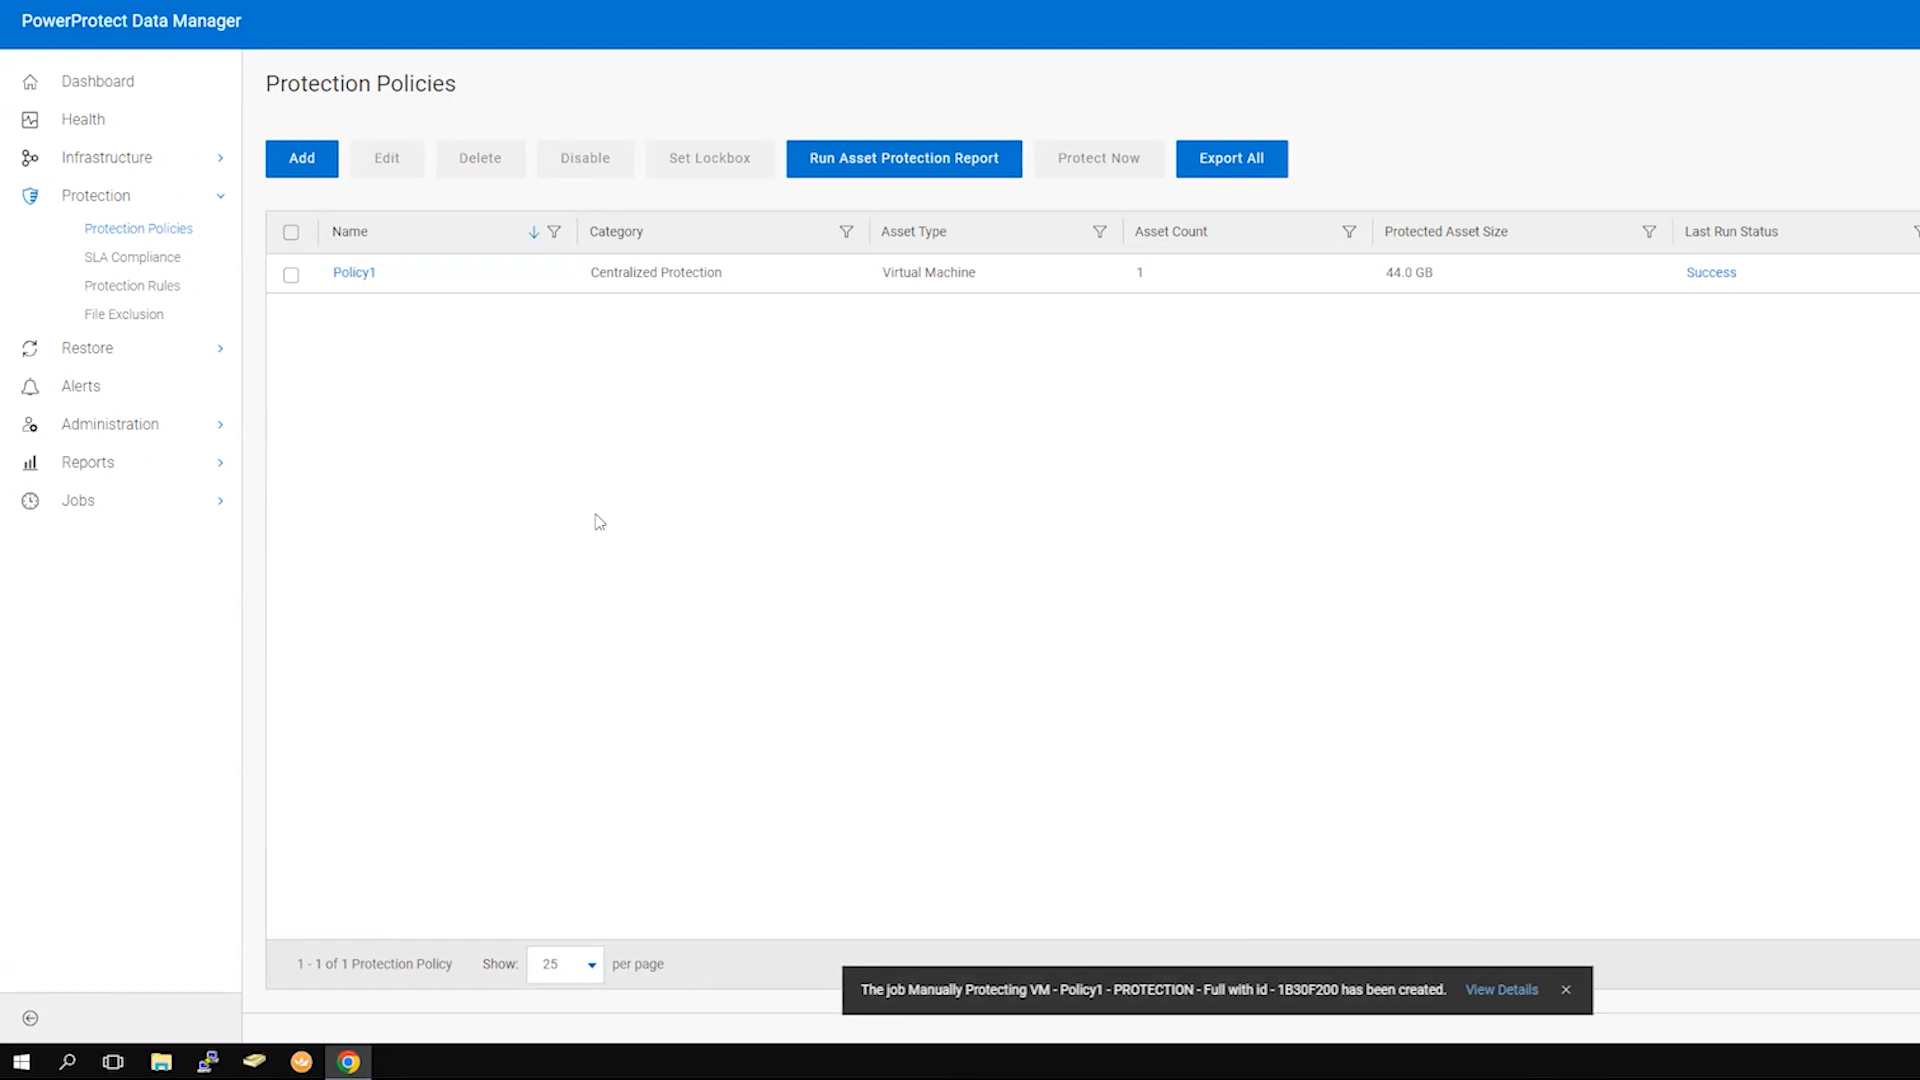 PowerProtect Data Manager
Dashboard
Health
Infrastructure
Protection
Protection Policies
SLA Compliance
Protection Rules
File Exclusion
Restore
Alerts
Administration
Reports
Jobs
Protection Policies
Add Edit Delete Disable Set Lockbox Run Asset Protection Report Protect Now Export All
Name Category Asset Type Asset Count Protected Asset Size Last Run Status
Policy1 Centralized Protection Virtual Machine 1 44.0 GB Success
1 - 1 of 1 Protection Policy Show: 25 per page
The job Manually Protecting VM - Policy1 - PROTECTION - Full with id - 1B30F200 has been created. View Details